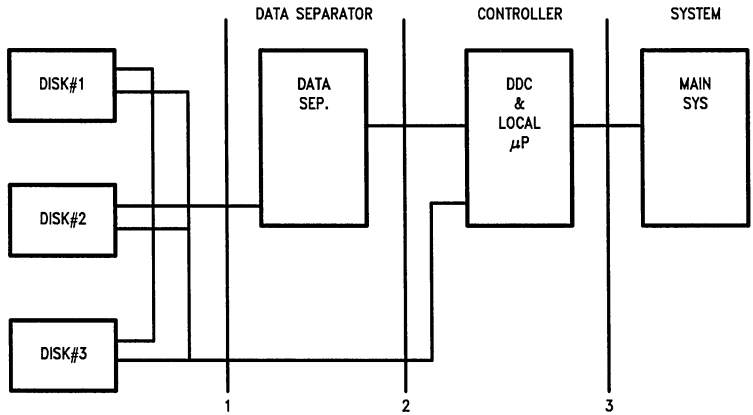 DATA SEPARATOR
CONTROLLER
SYSTEM
DISK#1
DATA
SEP.
DDC
&
LOCAL
μP
MAIN
SYS
DISK#2
DISK#3
1
2
3